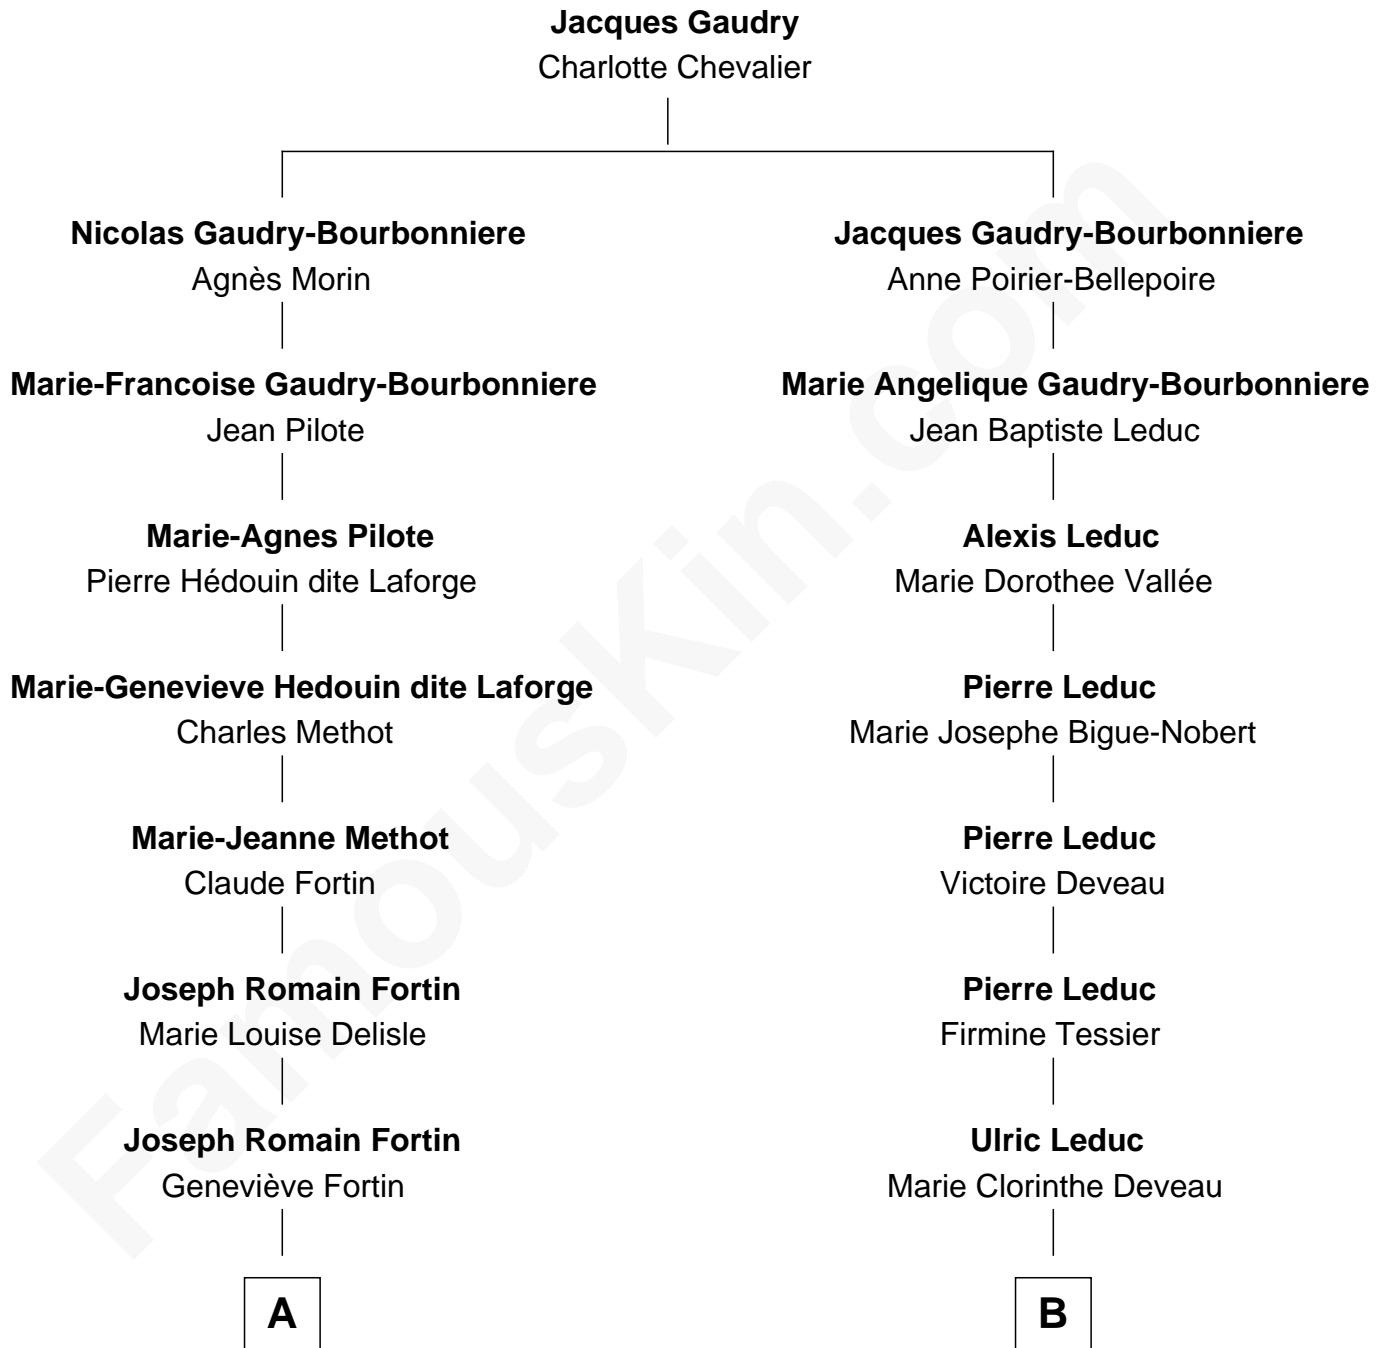 Jacques Gaudry
Charlotte Chevalier
Nicolas Gaudry-Bourbonniere
Agnès Morin
Jacques Gaudry-Bourbonniere
Anne Poirier-Bellepoire
Marie-Francoise Gaudry-Bourbonniere
Jean Pilote
Marie Angelique Gaudry-Bourbonniere
Jean Baptiste Leduc
Marie-Agnes Pilote
Pierre Hédouin dite Laforge
Alexis Leduc
Marie Dorothee Vallée
Marie-Genevieve Hedouin dite Laforge
Charles Methot
Pierre Leduc
Marie Josephe Bigue-Nobert
Marie-Jeanne Methot
Claude Fortin
Pierre Leduc
Victoire Deveau
Joseph Romain Fortin
Marie Louise Delisle
Pierre Leduc
Firmine Tessier
Joseph Romain Fortin
Geneviève Fortin
Ulric Leduc
Marie Clorinthe Deveau
A
B
FamousKin.com